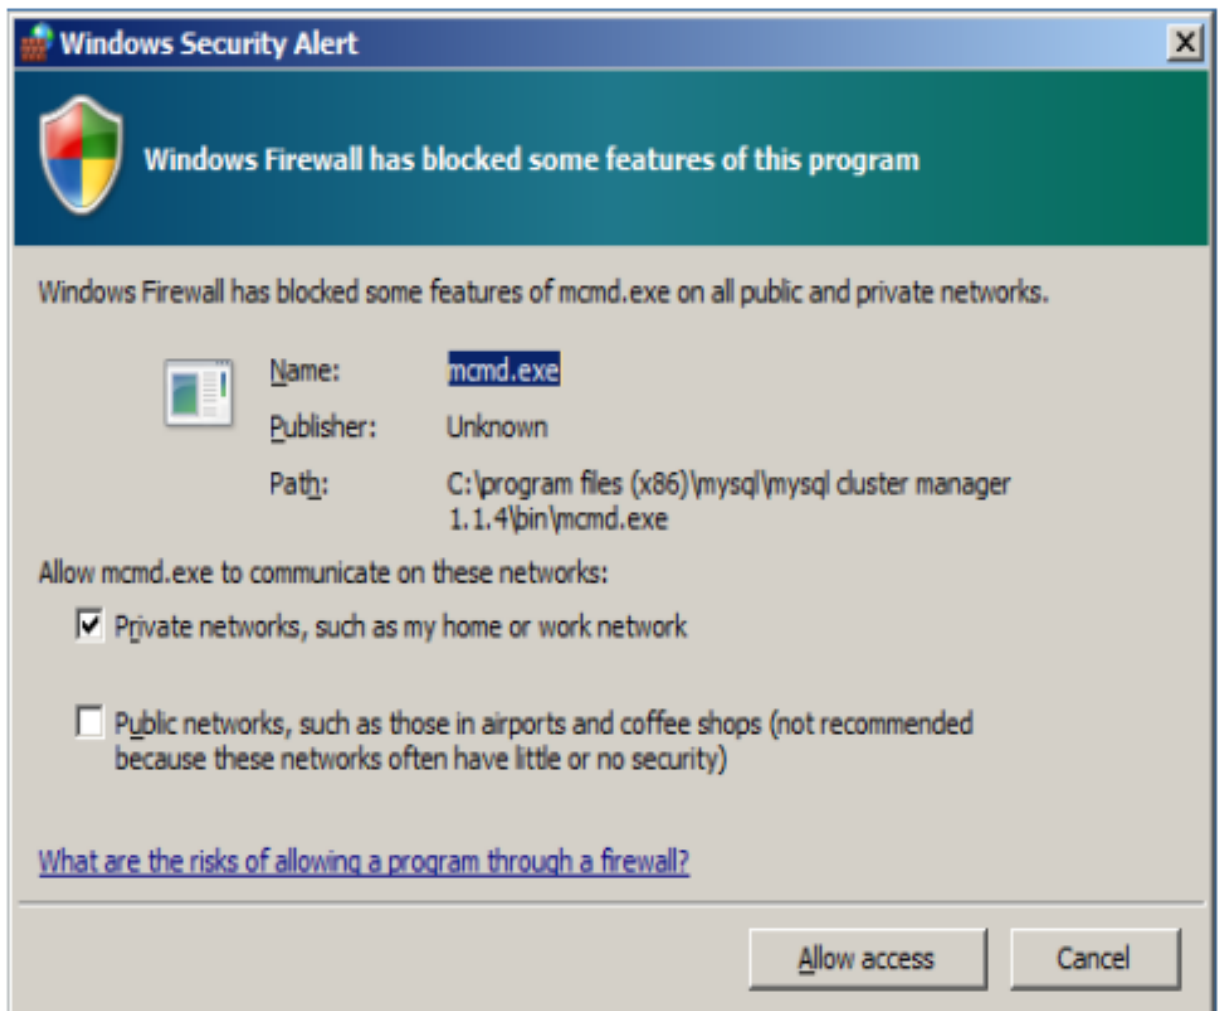 Windows Security Alert
Windows Firewall has blocked some features of this program
Windows Firewall has blocked some features of mcmd.exe on all public and private networks.
Name: mcmd.exe
Publisher: Unknown
Path: C:\program files (x86)\mysql\mysql cluster manager
1.1.4\bin\mcmd.exe
Allow mcmd.exe to communicate on these networks:
Private networks, such as my home or work network
Public networks, such as those in airports and coffee shops (not recommended
because these networks often have little or no security)
What are the risks of allowing a program through a firewall?
Allow access Cancel